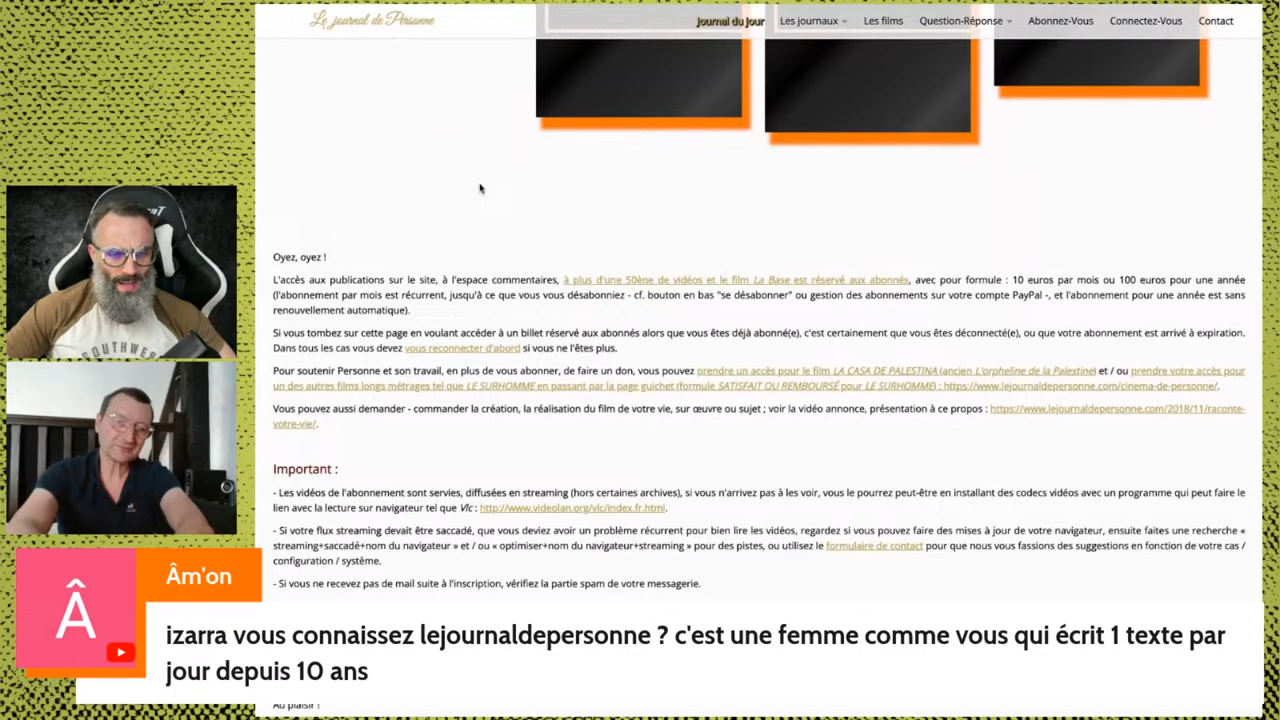 Le journal de Personne
Journal du Jour Les journaux Les films Question-Réponse Abonnez-Vous Connectez-Vous Contact
Oyez, oyez !
L'accès aux publications sur le site, à l'espace commentaires, à plus d'une 50ène de vidéos et le film La Base est réservé aux abonnés, avec pour formule : 10 euros par mois ou 100 euros pour une année
(l'abonnement par mois est récurrent, jusqu'à ce que vous vous désabonniez - cf. bouton en bas "se désabonner" ou gestion des abonnements sur votre compte PayPal -, et l'abonnement pour une année est sans
renouvellement automatique).
Si vous tombez sur cette page en voulant accéder à un billet réservé aux abonnés alors que vous êtes déjà abonné(e), c'est certainement que vous êtes déconnecté(e), ou que votre abonnement est arrivé à expiration.
Dans tous les cas vous devez vous reconnecter d'abord si vous ne l'êtes plus.
Pour soutenir Personne et son travail, en plus de vous abonner, de faire un don, vous pouvez prendre un accès pour le film LA CASA DE PALESTINA (ancien L'orpheline de la Palestine) et / ou prendre votre accès pour
un des autres films longs métrages tel que LE SURHOMME en passant par la page guichet (formule SATISFAIT OU REMBOURSÉ pour LE SURHOMME) : https://www.lejournaldepersonne.com/cinema-de-personne/.
Vous pouvez aussi demander - commander la création, la réalisation du film de votre vie, sur œuvre ou sujet ; voir la vidéo annonce, présentation à ce propos : https://www.lejournaldepersonne.com/2018/11/raconte-
votre-vie/.
Important :
- Les vidéos de l'abonnement sont servies, diffusées en streaming (hors certaines archives), si vous n'arrivez pas à les voir, vous le pourrez peut-être en installant des codecs vidéos avec un programme qui peut faire le
lien avec la lecture sur navigateur tel que Vlc : http://www.videolan.org/vlc/index.fr.html.
- Si votre flux streaming devait être saccadé, que vous deviez avoir un problème récurrent pour bien lire les vidéos, regardez si vous pouvez faire des mises à jour de votre navigateur, ensuite faites une recherche «
streaming+saccadé+nom du navigateur » et / ou « optimiser+nom du navigateur+streaming » pour des pistes, ou utilisez le formulaire de contact pour que nous vous fassions des suggestions en fonction de votre cas /
configuration / système.
- Si vous ne recevez pas de mail suite à l'inscription, vérifiez la partie spam de votre messagerie.
SOUTHWES
Â
Âm'on
izarra vous connaissez lejournaldepersonne ? c'est une femme comme vous qui écrit 1 texte par
jour depuis 10 ans
Au plaisir !